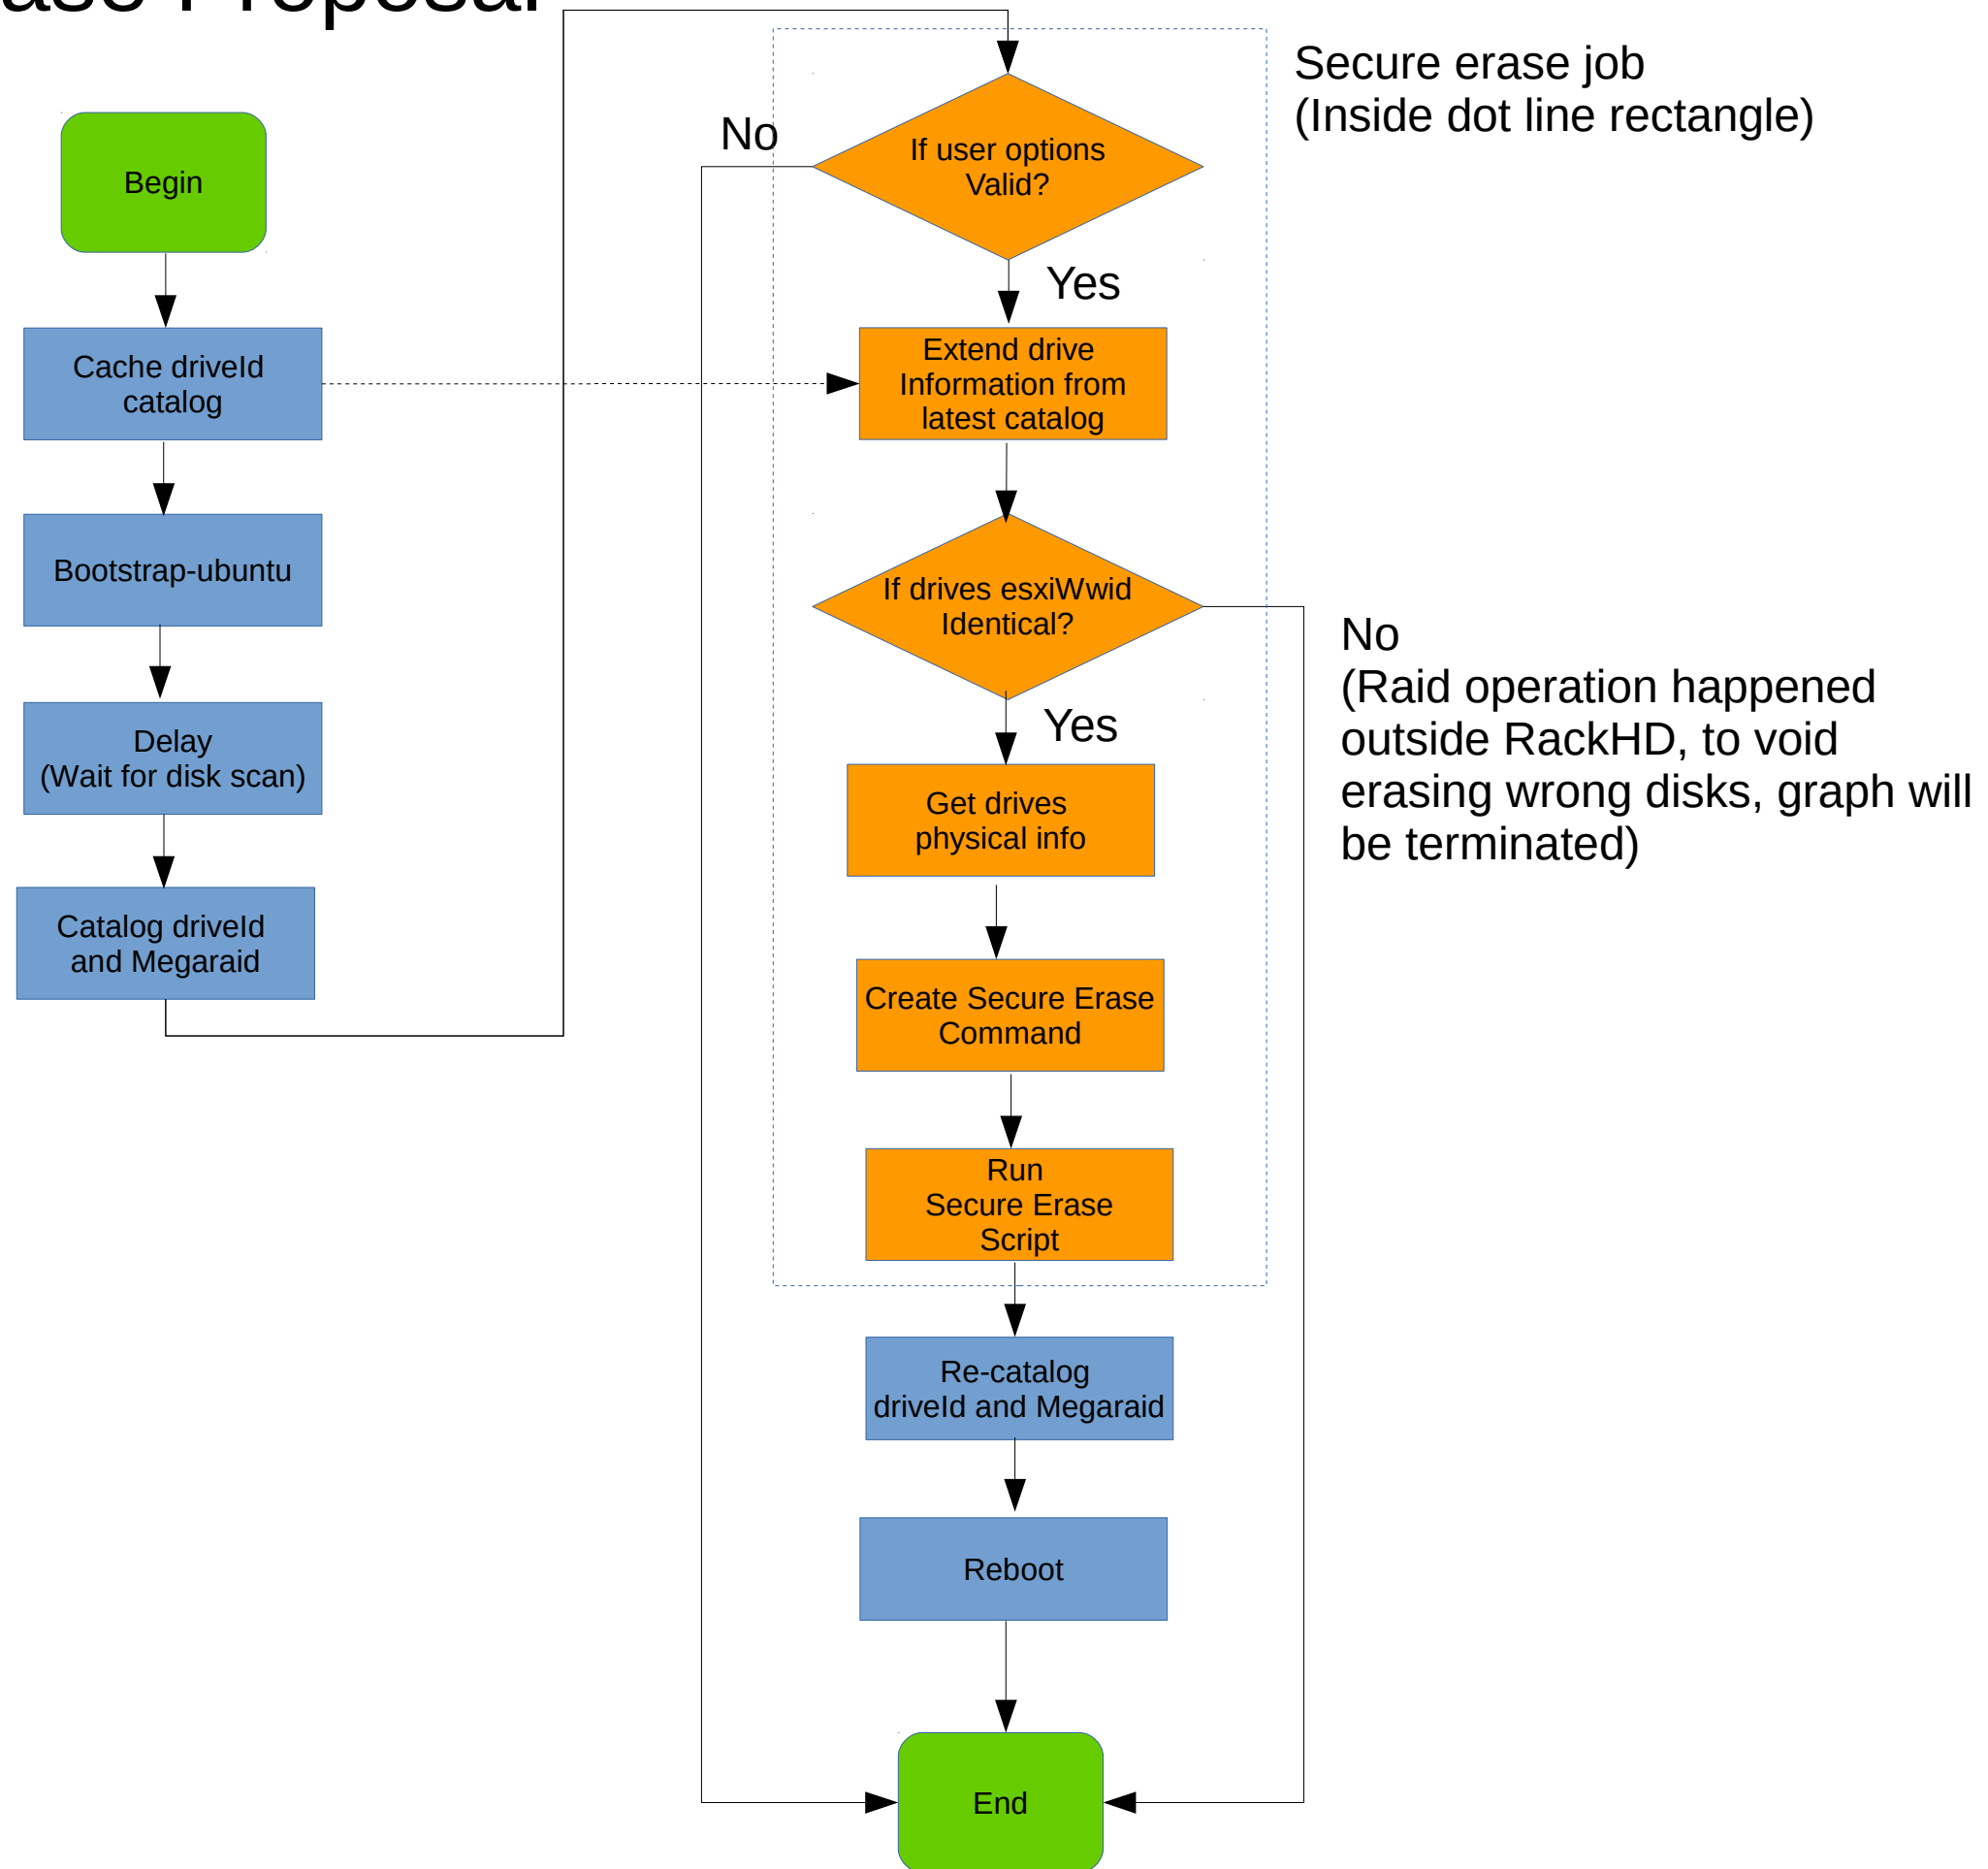 Proposal
Begin
Cache driveId
catalog
Bootstrap-ubuntu
Delay
(Wait for disk scan)
Catalog driveId
and Megaraid
No
If user options
Valid?
Yes
Extend drive
Information from
latest catalog
If drives esxiWwid
Identical?
Yes
Get drives
physical info
Create Secure Erase
Command
Run
Secure Erase
Script
Re-catalog
driveId and Megaraid
Reboot
End
Secure erase job
(Inside dot line rectangle)
No
(Raid operation happened
outside RackHD, to void
erasing wrong disks, graph will
be terminated)